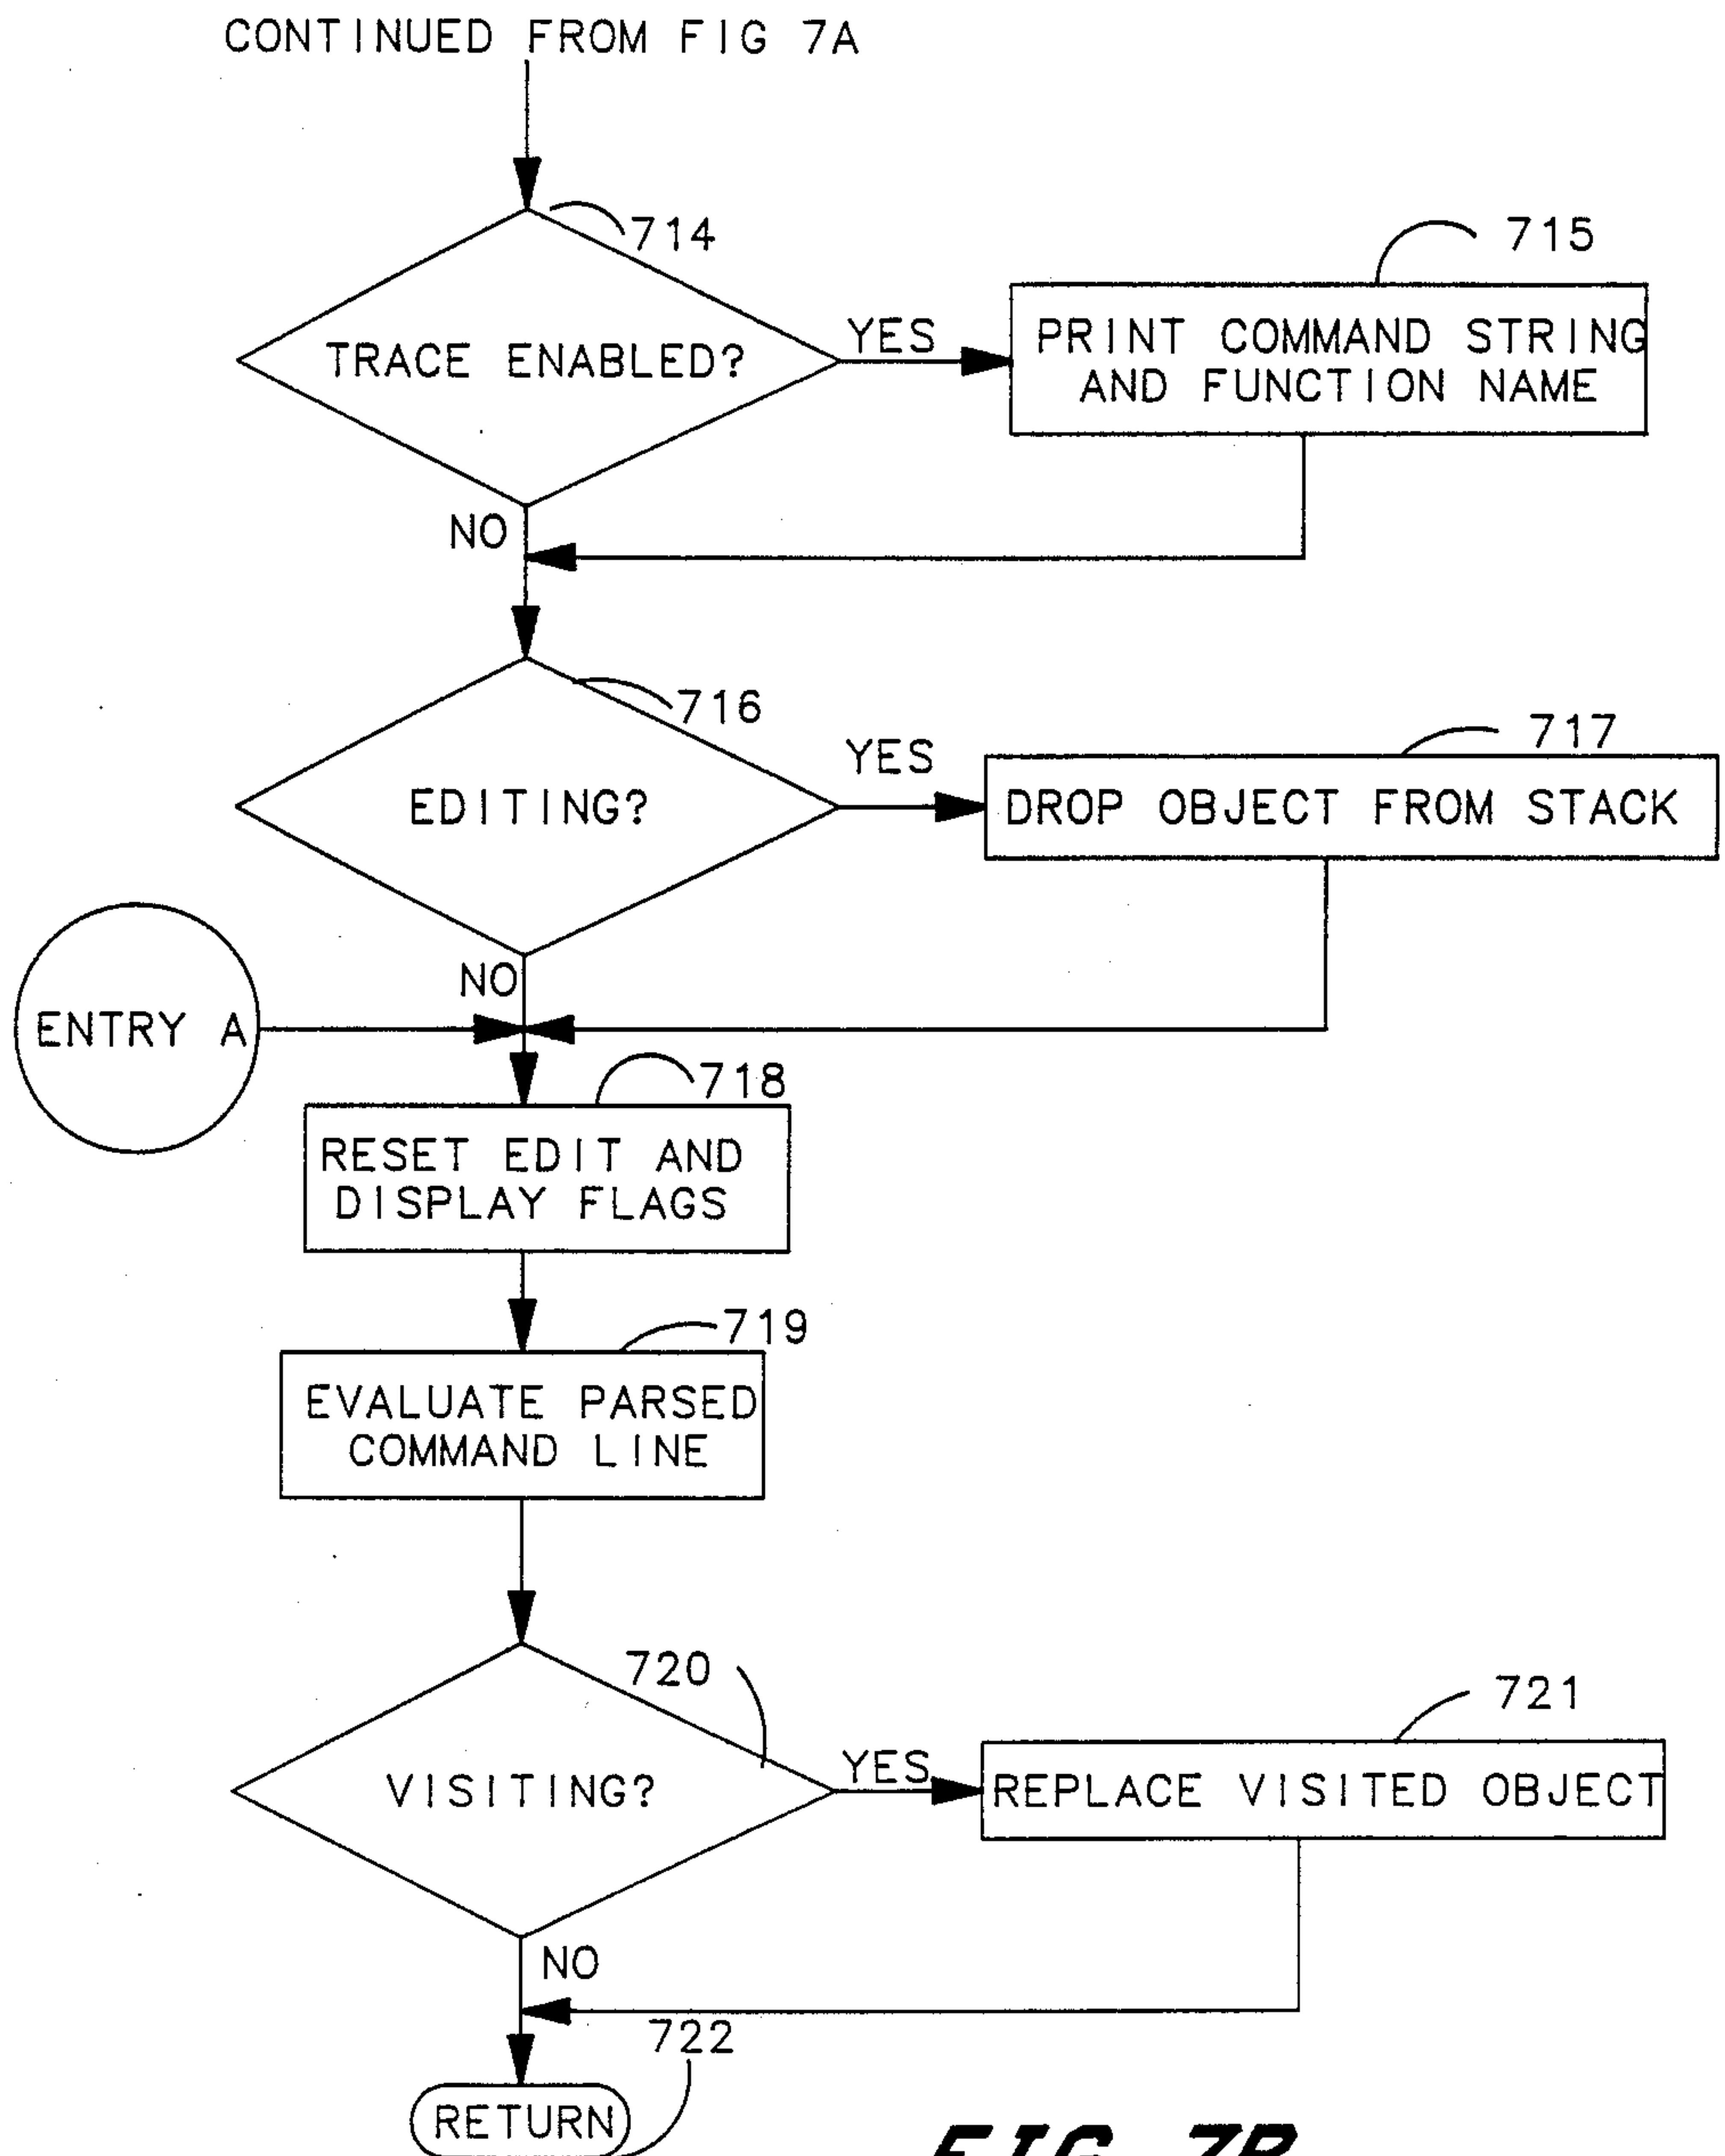 CONTINUED FROM FIG 7A
714
715
TRACE ENABLED?
YES
PRINT COMMAND STRING
AND FUNCTION NAME
NO
716
717
EDITING?
YES
DROP OBJECT FROM STACK
NO
ENTRY A
718
RESET EDIT AND
DISPLAY FLAGS
719
EVALUATE PARSED
COMMAND LINE
720
721
VISITING?
YES
REPLACE VISITED OBJECT
NO
722
RETURN
FIG 7B